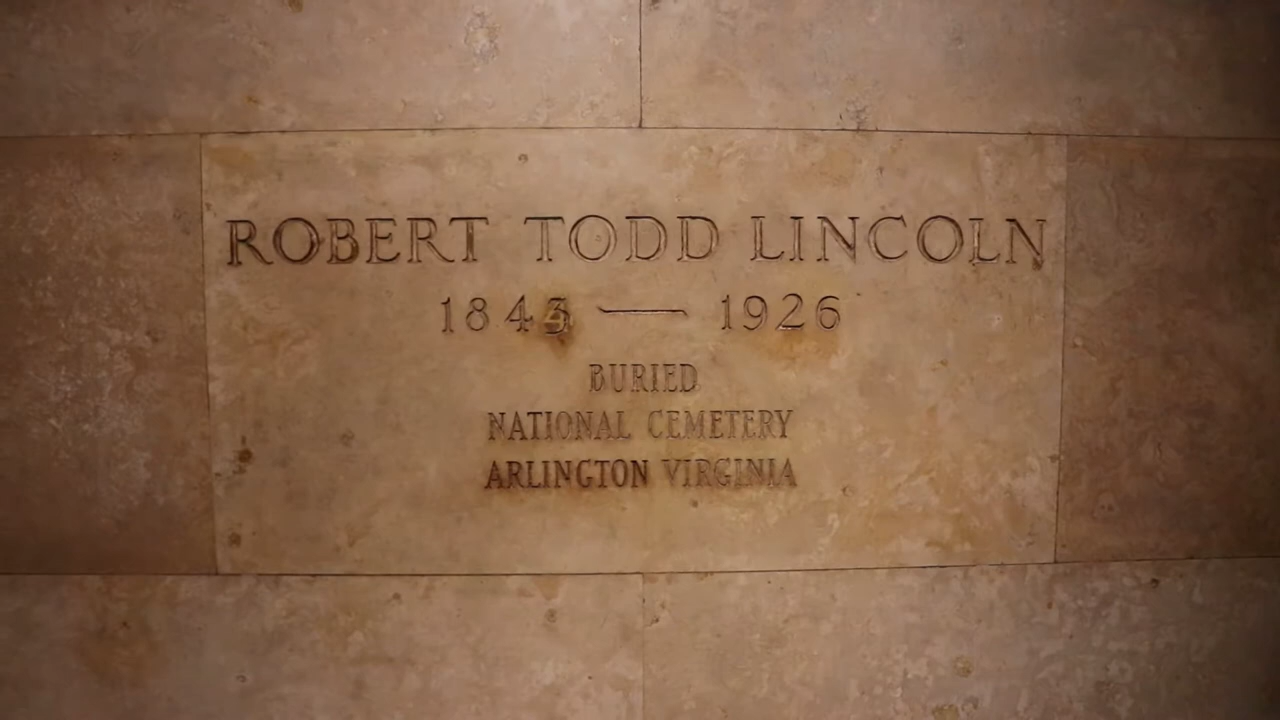 ROBERT TODD LINCOLN
1843 — 1926
BURIED
NATIONAL CEMETERY
ARLINGTON VIRGINIA